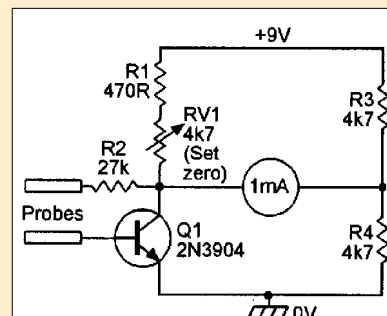 +9V
R1
470R
RV1
4k7
(Set
zero)
R2
27k
R3
4k7
1mA
Probes
Q1
2N3904
R4
4k7
0V